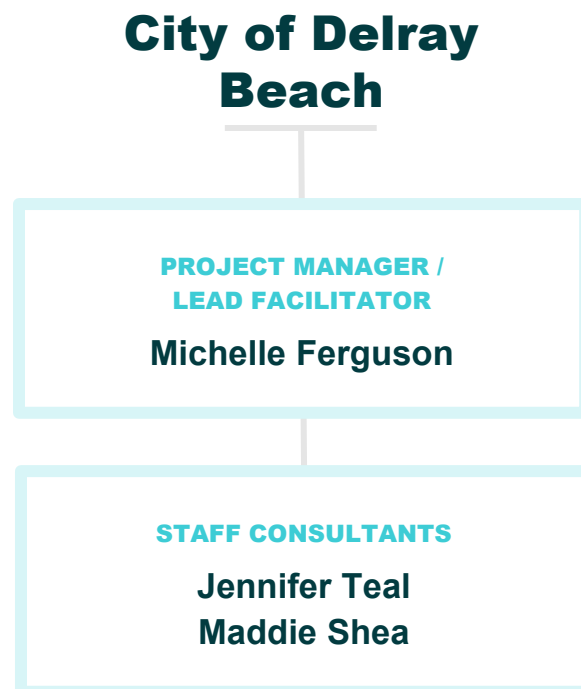 City of Delray
Beach
PROJECT MANAGER /
LEAD FACILITATOR
Michelle Ferguson
STAFF CONSULTANTS
Jennifer Teal
Maddie Shea